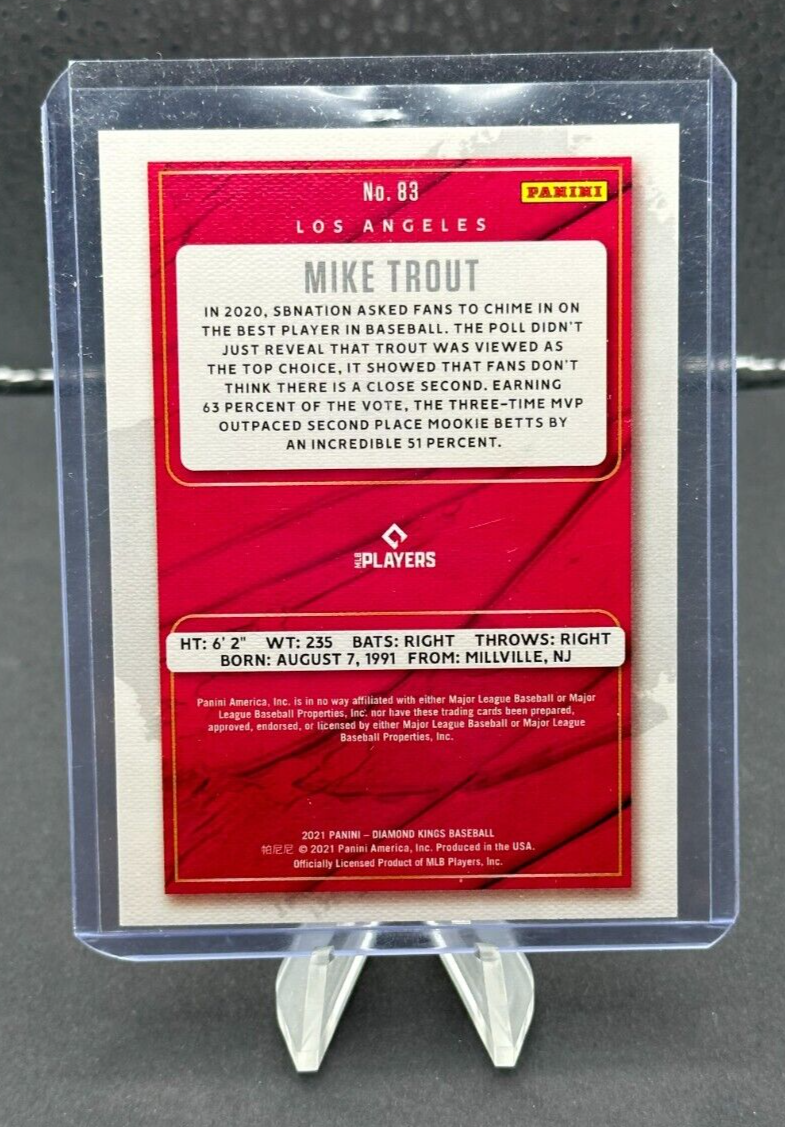 No. 83
PANINI
LOS ANGELES
MIKE TROUT
IN 2020, SBNATION ASKED FANS TO CHIME IN ON
THE BEST PLAYER IN BASEBALL. THE POLL DIDN'T
JUST REVEAL THAT TROUT WAS VIEWED AS
THE TOP CHOICE, IT SHOWED THAT FANS DON'T
THINK THERE IS A CLOSE SECOND. EARNING
63 PERCENT OF THE VOTE, THE THREE-TIME MVP
OUTPACED SECOND PLACE MOOKIE BETTS BY
AN INCREDIBLE 51 PERCENT.
MLB PLAYERS
HT: 6' 2" WT: 235 BATS: RIGHT THROWS: RIGHT
BORN: AUGUST 7, 1991 FROM: MILLVILLE, NJ
Panini America, Inc. is in no way affiliated with either Major League Baseball or Major
League Baseball Properties, Inc. nor have these trading cards been prepared,
approved, endorsed, or licensed by either Major League Baseball or Major League
Baseball Properties, Inc.
2021 PANINI – DIAMOND KINGS BASEBALL
帕尼尼 © 2021 Panini America, Inc. Produced in the USA.
Officially Licensed Product of MLB Players, Inc.